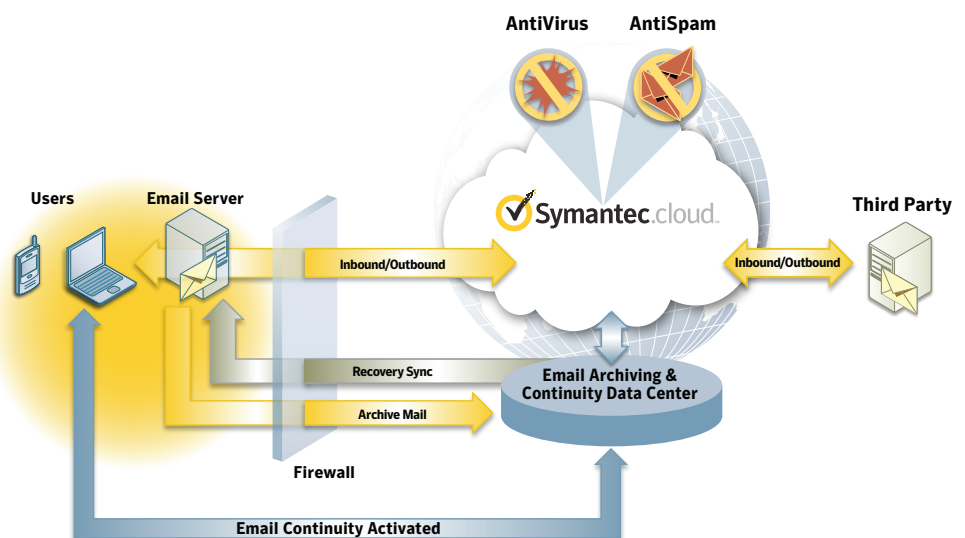 AntiVirus
AntiSpam
Users
Email Server
Symantec.cloud™
Third Party
Inbound/Outbound
Inbound/Outbound
Recovery Sync
Email Archiving &
Continuity Data Center
Archive Mail
Firewall
Email Continuity Activated